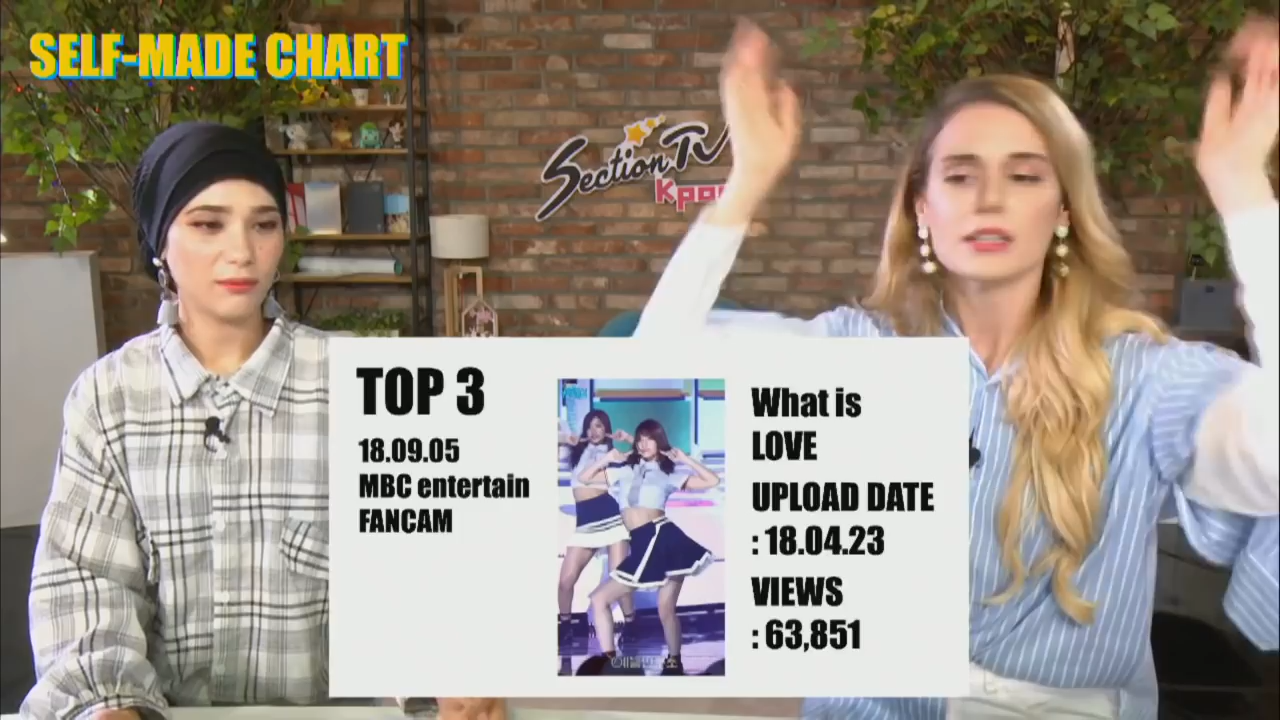 SELF-MADE CHART
Section TV
Kpop
TOP 3
18.09.05
MBC entertain
FANCAM
What is
LOVE
UPLOAD DATE
: 18.04.23
VIEWS
: 63,851